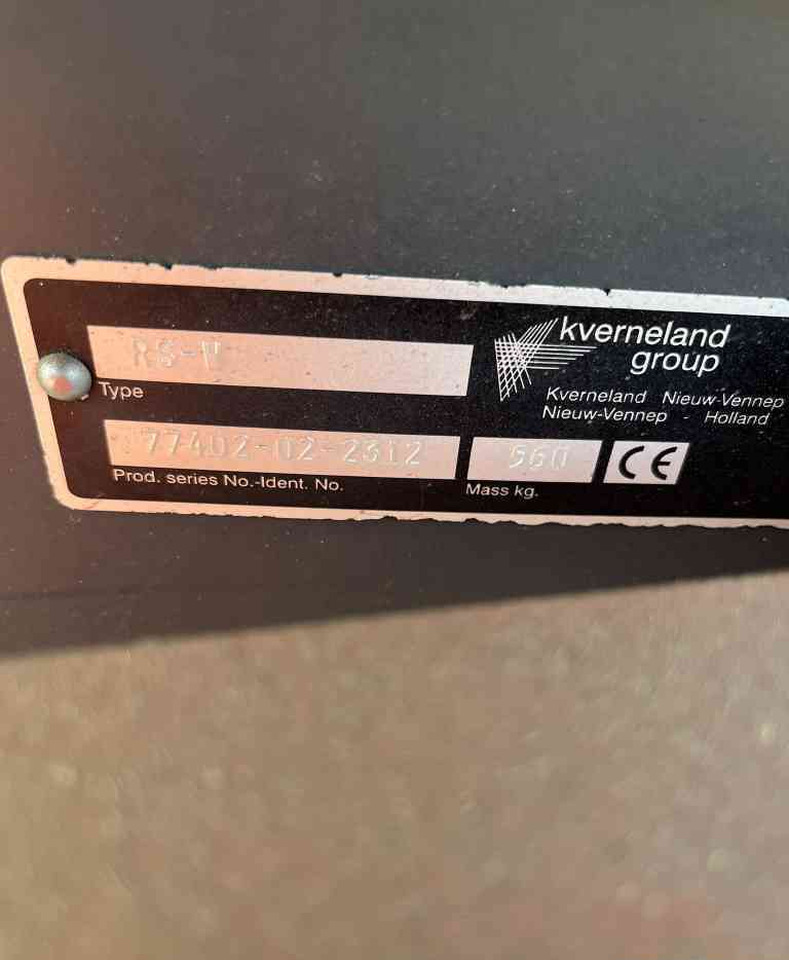 kverneland
group
RS-W
Type
Kverneland Nieuw-Vennep
Nieuw-Vennep - Holland
77402-02-2312
560
CE
Prod. series No.-Ident. No.
Mass kg.